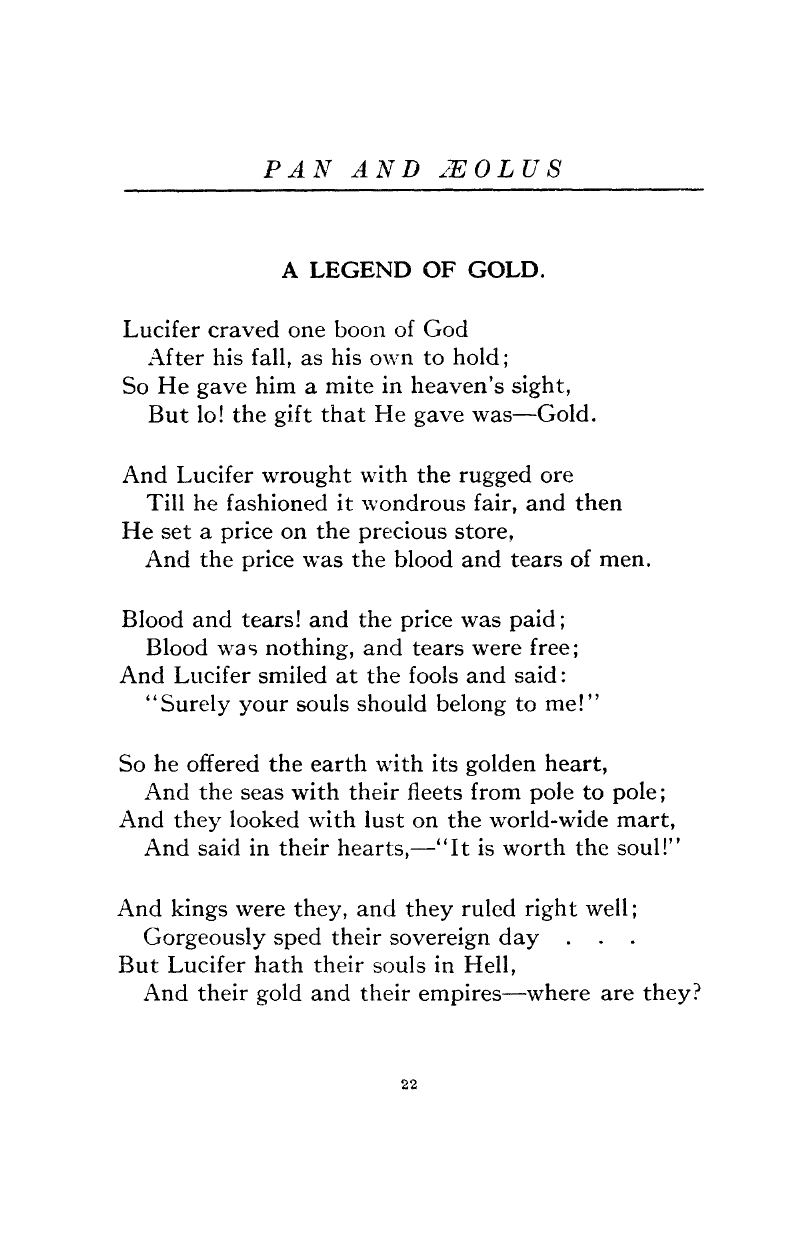 PAN AND ÆOLUS
A LEGEND OF GOLD.
Lucifer craved one boon of God
After his fall, as his own to hold;
So He gave him a mite in heaven's sight,
But lo! the gift that He gave was—Gold.
And Lucifer wrought with the rugged ore
Till he fashioned it wondrous fair, and then
He set a price on the precious store,
And the price was the blood and tears of men.
Blood and tears! and the price was paid;
Blood was nothing, and tears were free;
And Lucifer smiled at the fools and said:
"Surely your souls should belong to me!"
So he offered the earth with its golden heart,
And the seas with their fleets from pole to pole;
And they looked with lust on the world-wide mart,
And said in their hearts,—"It is worth the soul!"
And kings were they, and they ruled right well;
Gorgeously sped their sovereign day . . .
But Lucifer hath their souls in Hell,
And their gold and their empires—where are they?
22